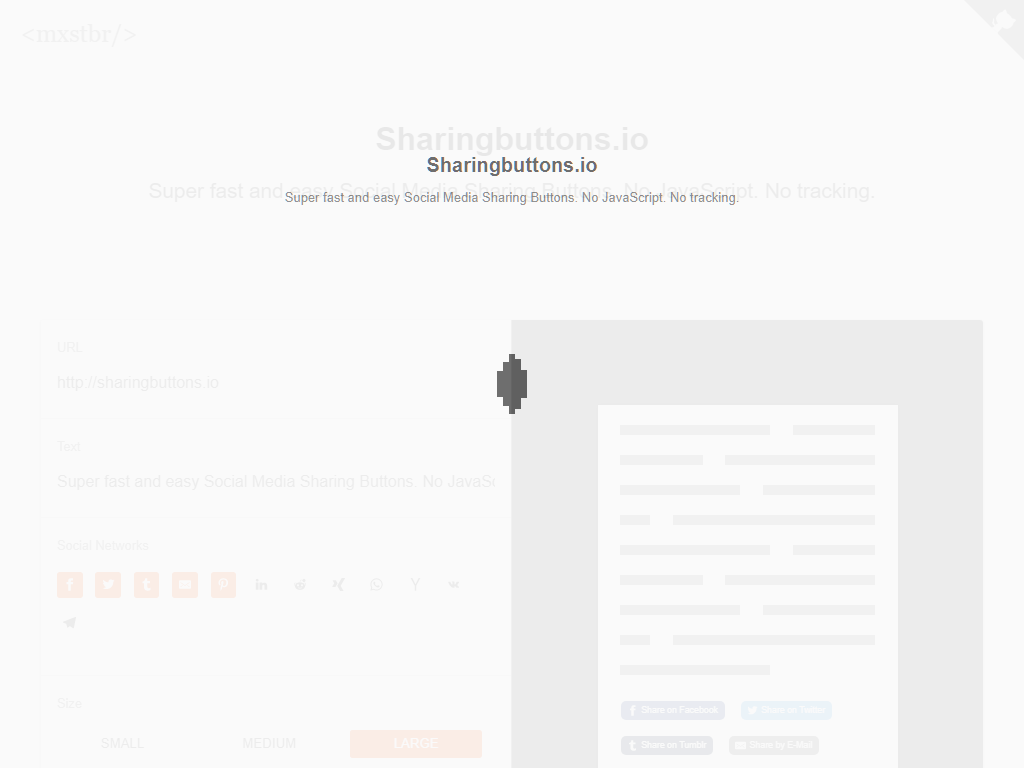 <mxstbr/>
Sharingbuttons.io
Sharingbuttons.io
Super fast and easy Social Media Sharing Buttons. No JavaScript. No tracking.
Super fast and easy Social Media Sharing Buttons. No JavaScript. No tracking.
URL
http://sharingbuttons.io
Text
Super fast and easy Social Media Sharing Buttons. No JavaSc
Social Networks
Size
SMALL MEDIUM LARGE
Share on Facebook Share on Twitter
Share on Tumblr Share by E-Mail